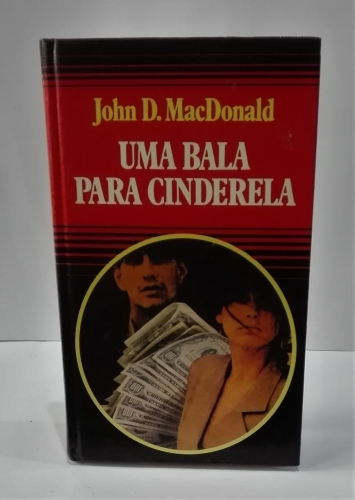 John D. MacDonald
UMA BALA
PARA CINDERELA